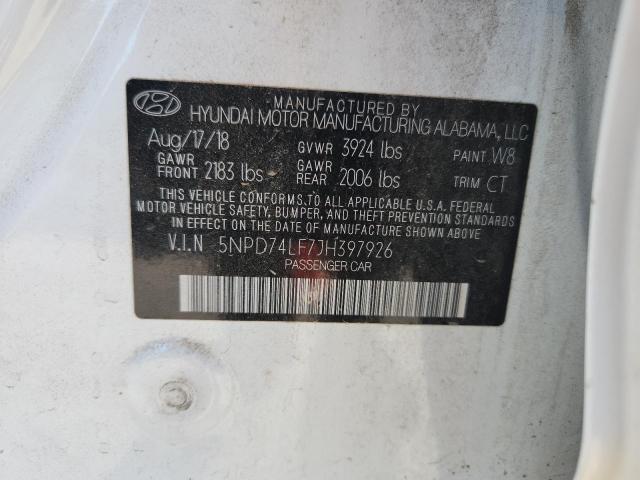 MANUFACTURED BY
HYUNDAI MOTOR MANUFACTURING ALABAMA, LLC
Aug/17/18 GVWR 3924 lbs PAINT W8
GAWR FRONT 2183 lbs GAWR REAR 2006 lbs TRIM CT
THIS VEHICLE CONFORMS TO ALL APPLICABLE U.S.A. FEDERAL
MOTOR VEHICLE SAFETY, BUMPER, AND THEFT PREVENTION STANDARDS
IN EFFECT ON THE DATE OF MANUFACTURE SHOWN ABOVE
V.I.N 5NPD74LF7JH397926
PASSENGER CAR